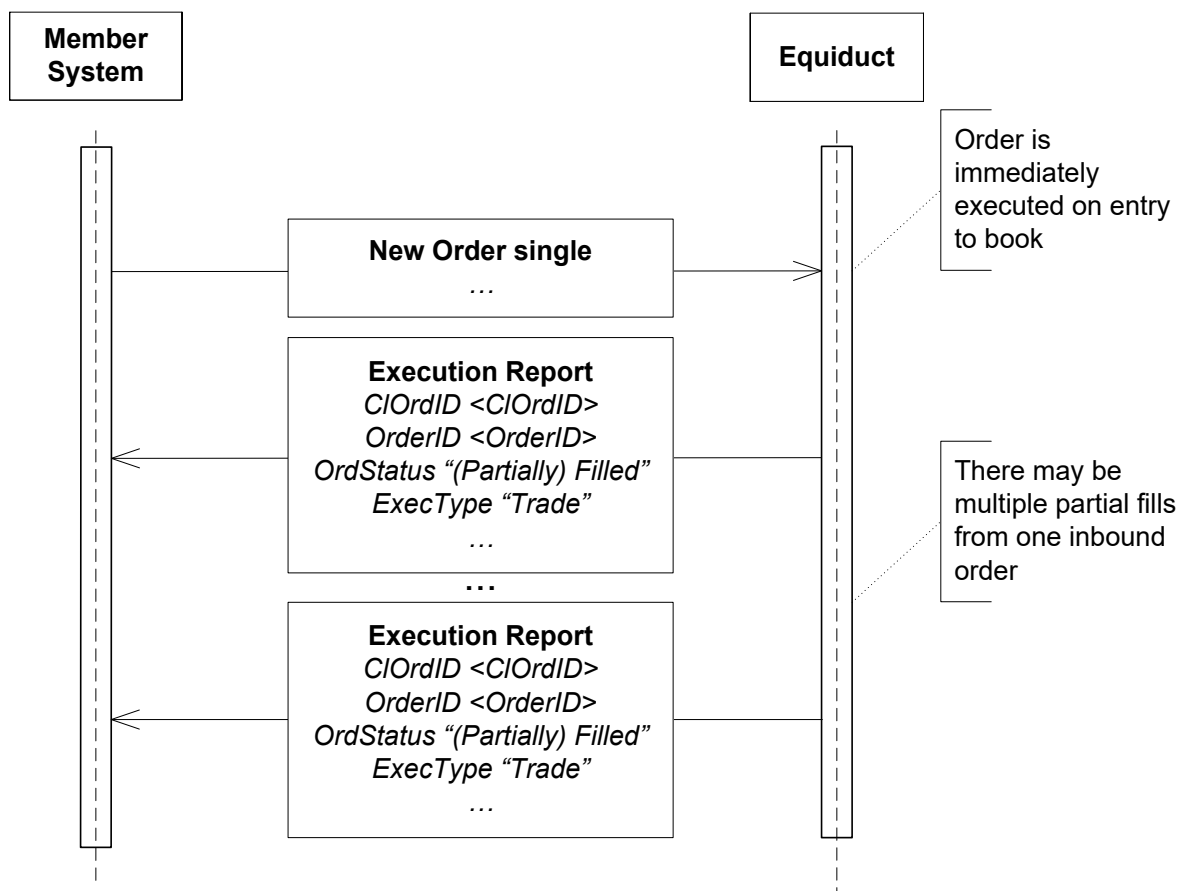 Member
System
Equiduct
Order is
immediately
executed on entry
to book
New Order single
…
Execution Report
ClOrdID <ClOrdID>
OrderID <OrderID>
OrdStatus “(Partially) Filled”
ExecType “Trade”
…
There may be
multiple partial fills
from one inbound
order
…
Execution Report
ClOrdID <ClOrdID>
OrderID <OrderID>
OrdStatus “(Partially) Filled”
ExecType “Trade”
…